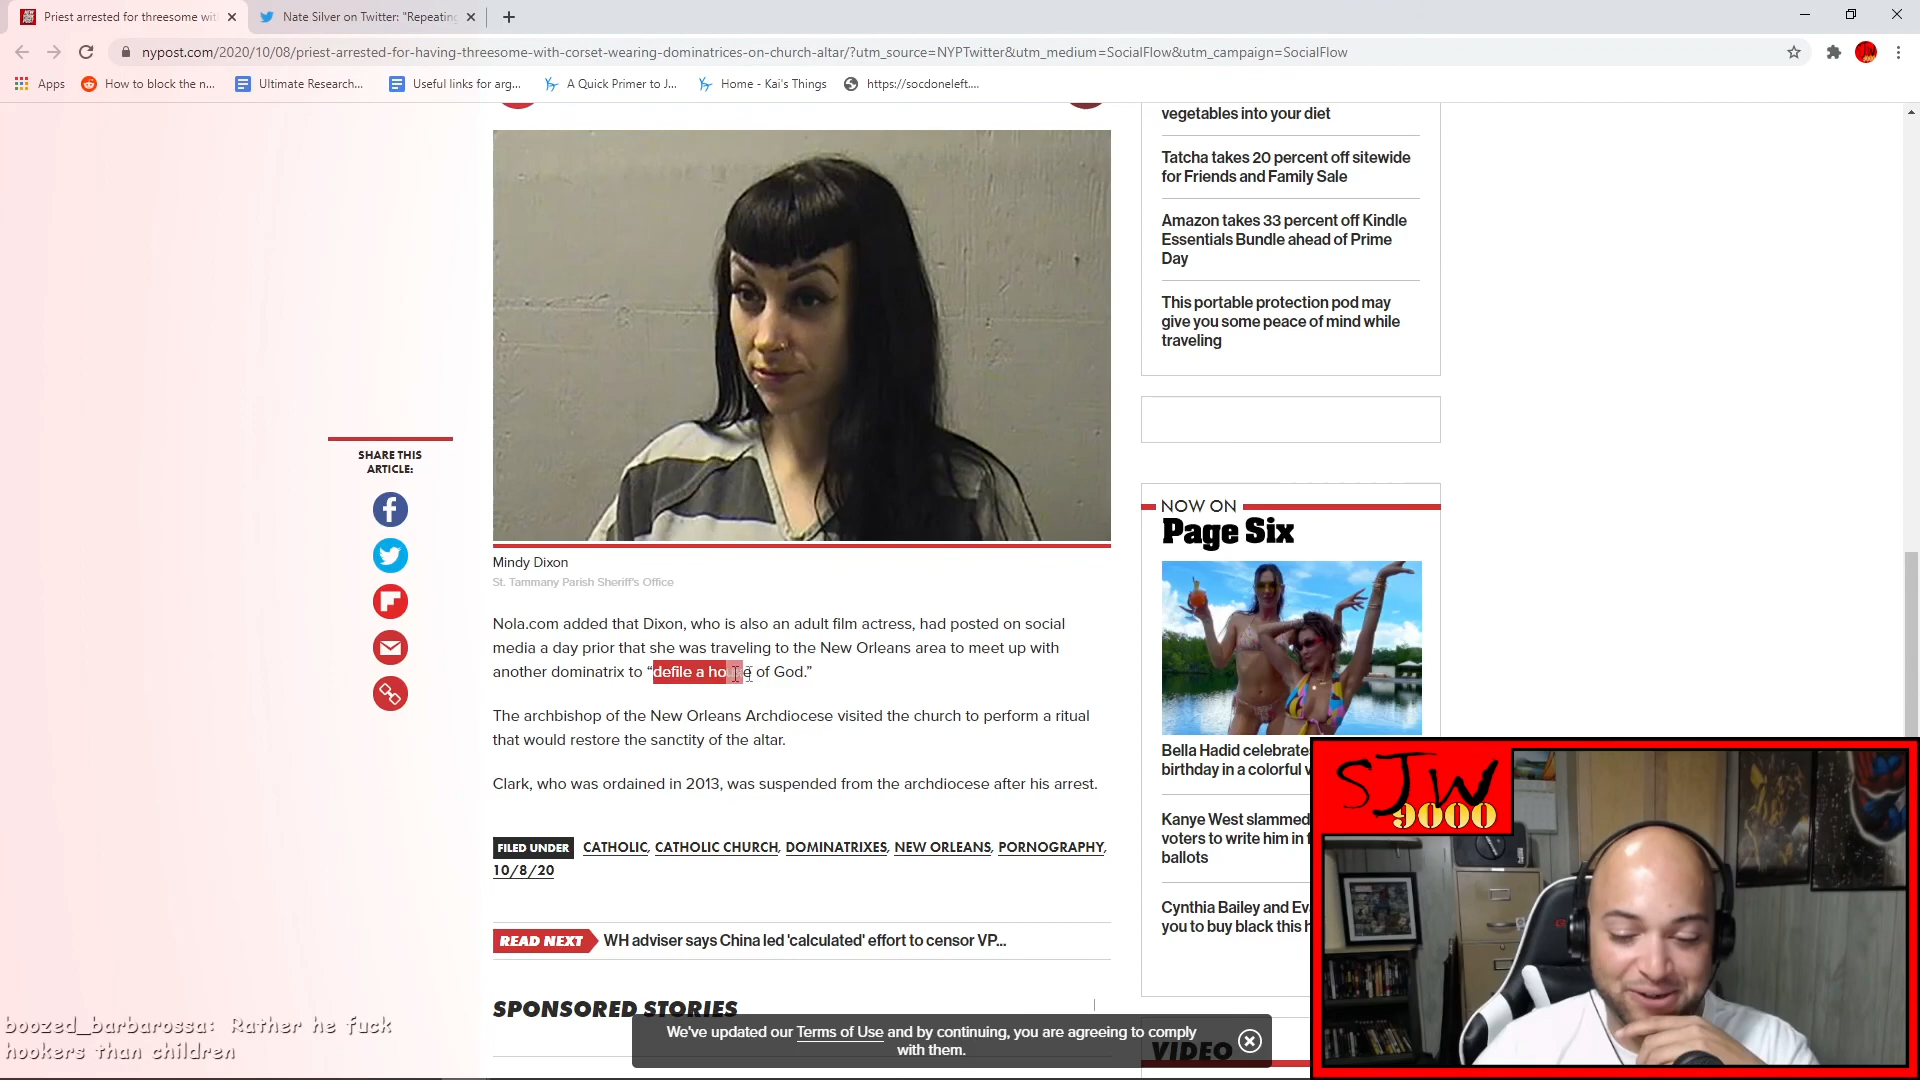 Priest arrested for threesome wit
Nate Silver on Twitter: "Repeating
nypost.com/2020/10/08/priest-arrested-for-having-threesome-with-corset-wearing-dominatrices-on-church-altar/?utm_source=NYPTwitter&utm_medium=SocialFlow&utm_campaign=SocialFlow
Apps
How to block the n...
Ultimate Research...
Useful links for arg...
A Quick Primer to J...
Home - Kai's Things
https://socdoneleft....
SHARE THIS
ARTICLE:
Mindy Dixon
St. Tammany Parish Sheriff's Office
Nola.com added that Dixon, who is also an adult film actress, had posted on social
media a day prior that she was traveling to the New Orleans area to meet up with
another dominatrix to “defile a house of God.”
The archbishop of the New Orleans Archdiocese visited the church to perform a ritual
that would restore the sanctity of the altar.
Clark, who was ordained in 2013, was suspended from the archdiocese after his arrest.
FILED UNDER CATHOLIC, CATHOLIC CHURCH, DOMINATRIXES, NEW ORLEANS, PORNOGRAPHY,
10/8/20
READ NEXT WH adviser says China led 'calculated' effort to censor VP...
SPONSORED STORIES
We've updated our Terms of Use and by continuing, you are agreeing to comply
with them.
vegetables into your diet
Tatcha takes 20 percent off sitewide
for Friends and Family Sale
Amazon takes 33 percent off Kindle
Essentials Bundle ahead of Prime
Day
This portable protection pod may
give you some peace of mind while
traveling
NOW ON
Page Six
Bella Hadid celebrate
birthday in a colorful
Kanye West slammed
voters to write him in
ballots
Cynthia Bailey and
you to buy black this
VIDEO
SJW
9000
boozed_barbarossa: Rather he fuck
hookers than children